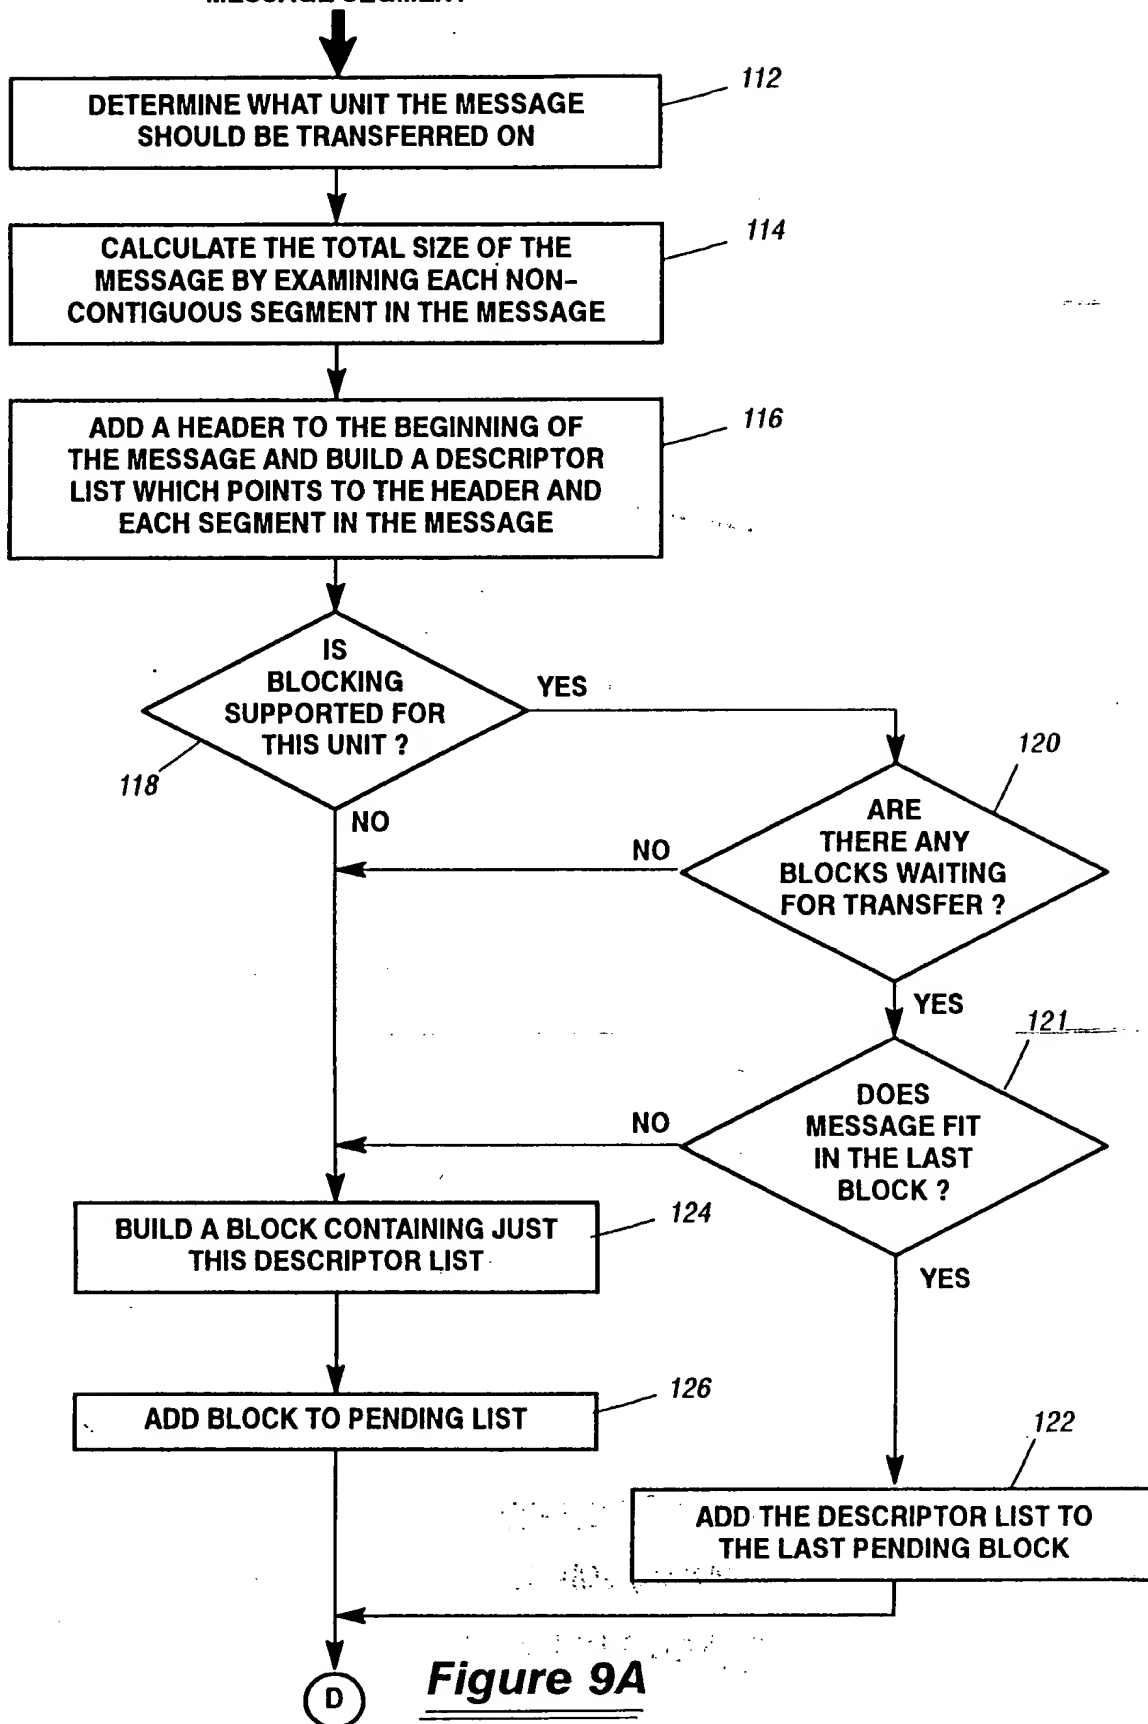 MESSAGE SEGMENT
112
DETERMINE WHAT UNIT THE MESSAGE
SHOULD BE TRANSFERRED ON
114
CALCULATE THE TOTAL SIZE OF THE
MESSAGE BY EXAMINING EACH NON-
CONTIGUOUS SEGMENT IN THE MESSAGE
116
ADD A HEADER TO THE BEGINNING OF
THE MESSAGE AND BUILD A DESCRIPTOR
LIST WHICH POINTS TO THE HEADER AND
EACH SEGMENT IN THE MESSAGE
IS
BLOCKING
SUPPORTED FOR
THIS UNIT ?
YES
118
NO
120
ARE
THERE ANY
BLOCKS WAITING
FOR TRANSFER ?
NO
YES
121
DOES
MESSAGE FIT
IN THE LAST
BLOCK ?
NO
YES
124
BUILD A BLOCK CONTAINING JUST
THIS DESCRIPTOR LIST
126
ADD BLOCK TO PENDING LIST
122
ADD THE DESCRIPTOR LIST TO
THE LAST PENDING BLOCK
D
Figure 9A